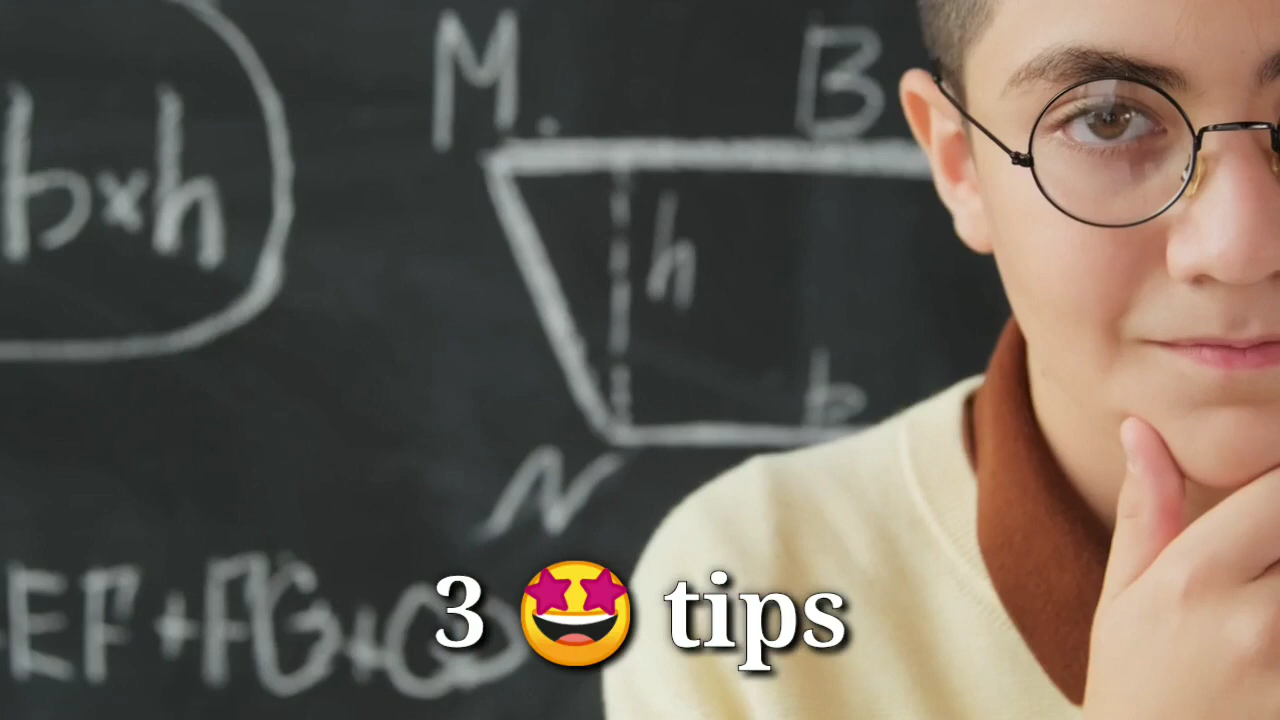 M. B
b×h
h
b
N
EF+FG+G
3 🤩 tips